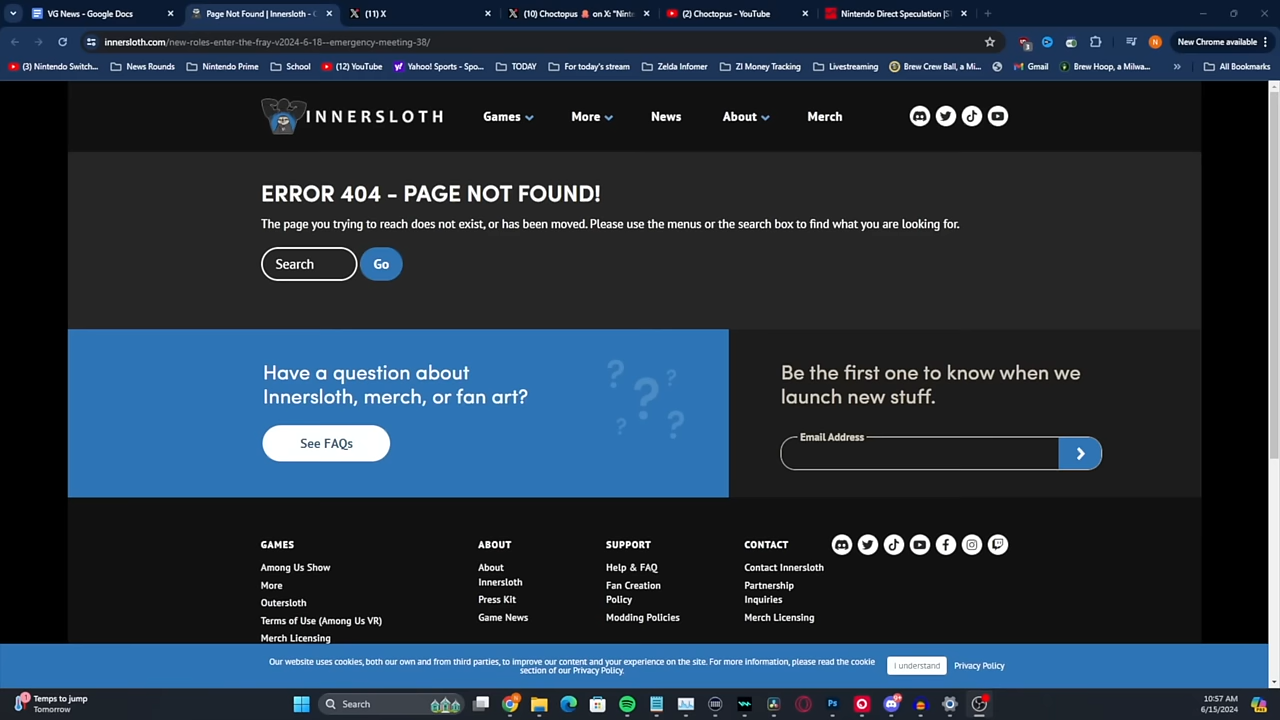 VG News - Google Docs
Page Not Found | Innersloth - C
(11) X
(10) Choctopus on X: "Ninte
(2) Choctopus - YouTube
Nintendo Direct Speculation |S
innersloth.com/new-roles-enter-the-fray-v2024-6-18--emergency-meeting-38/
New Chrome available
(3) Nintendo Switch...
News Rounds
Nintendo Prime
School
(12) YouTube
Yahoo! Sports - Spo...
TODAY
For today's stream
Zelda Infomer
ZI Money Tracking
Livestreaming
Brew Crew Ball, a Mi...
Gmail
Brew Hoop, a Milwa...
All Bookmarks
INNERSLOTH
Games
More
News
About
Merch
ERROR 404 - PAGE NOT FOUND!
The page you trying to reach does not exist, or has been moved. Please use the menus or the search box to find what you are looking for.
Search
Go
Have a question about
Innersloth, merch, or fan art?
See FAQs
Be the first one to know when we
launch new stuff.
Email Address
GAMES
Among Us Show
More
Outersloth
Terms of Use (Among Us VR)
Merch Licensing
ABOUT
About
Innersloth
Press Kit
Game News
SUPPORT
Help & FAQ
Fan Creation
Policy
Modding Policies
CONTACT
Contact Innersloth
Partnership
Inquiries
Merch Licensing
Our website uses cookies, both our own and from third parties, to improve our content and your experience on the site. For more information, please read the cookie
section of our Privacy Policy.
I understand
Privacy Policy
Temps to jump
Tomorrow
Search
10:57 AM
6/15/2024